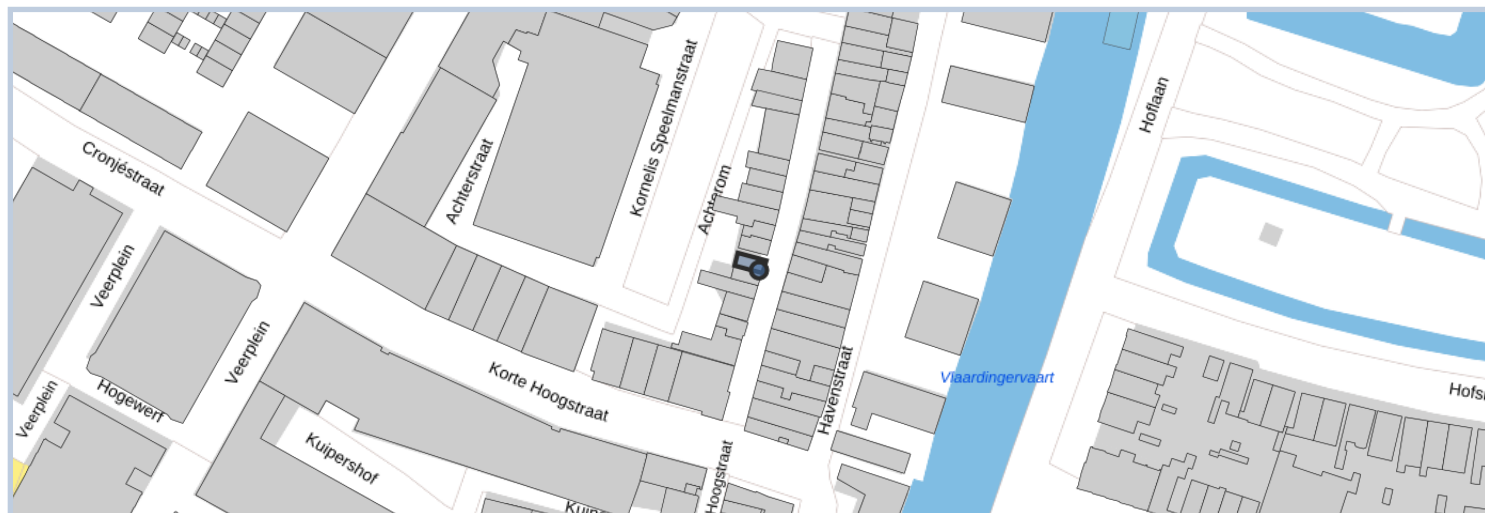 Cronjéstraat
Achterstraat
Kornelis Speelmanstraat
Achterom
Hoflaan
Veerplein
Veerplein
Veerplein
Hogewerf
Korte Hoogstraat
Havenstraat
Vlaardingervaart
Kuipershof
Hoogstraat